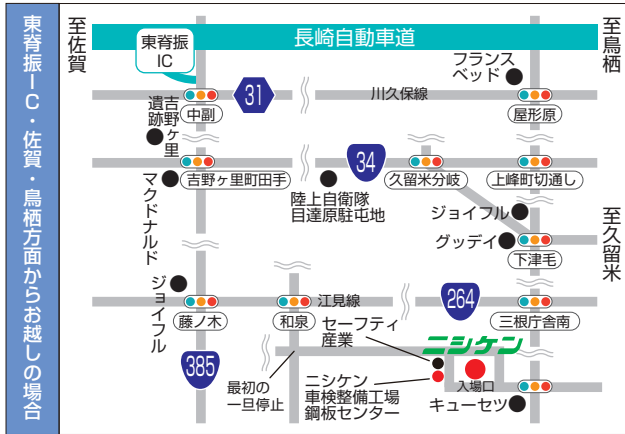 東脊振IC・佐賀・鳥栖方面からお越しの場合
至佐賀
長崎自動車道
至鳥栖
東脊振
IC
フランス
ベッド
31
川久保線
中副
屋形原
吉野ヶ里
遺跡
34
吉野ヶ里町田手
久留米分岐
上峰町切通し
マクドナルド
陸上自衛隊
目達原駐屯地
ジョイフル
至久留米
グッデイ
下津毛
ジョイフル
江見線
264
藤ノ木
和泉
三根庁舎南
385
セーフティ
産業
ニシケン
最初の
一旦停止
ニシケン
車検整備工場
鋼板センター
入場口
キューセツ